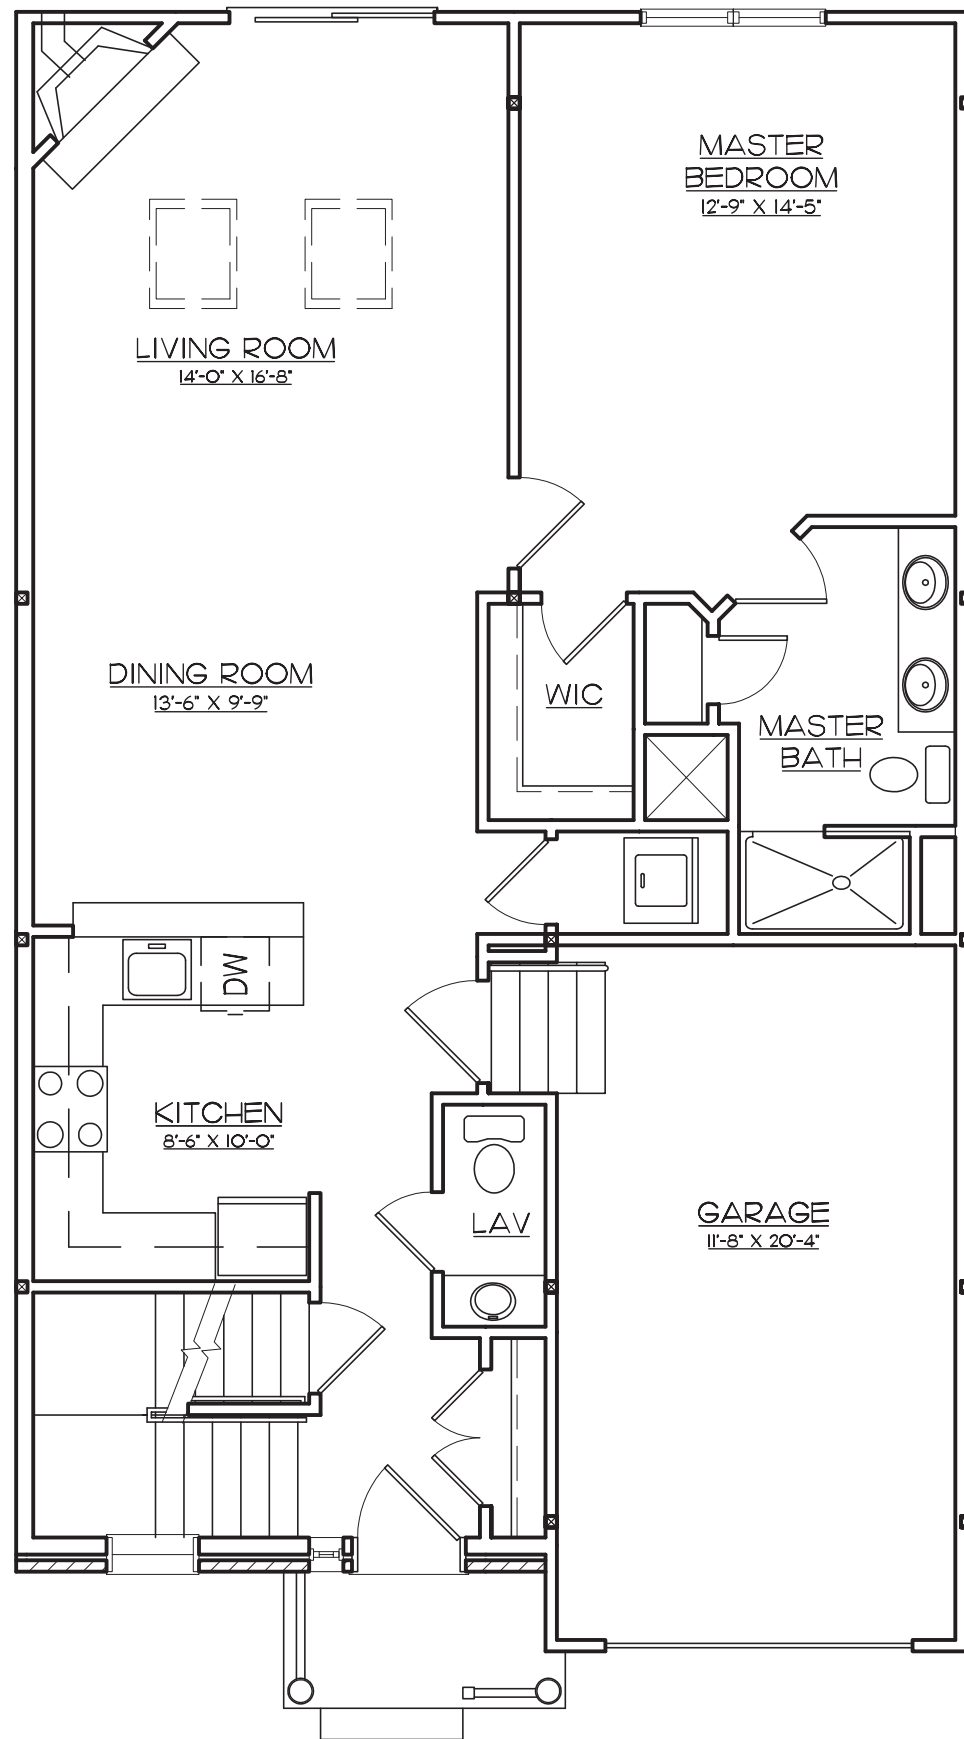 MASTER
BEDROOM
12'-9" X 14'-5"
LIVING ROOM
14'-0" X 16'-8"
DINING ROOM
13'-6" X 9'-9"
WIC
MASTER
BATH
DW
KITCHEN
8'-6" X 10'-0"
LAV
GARAGE
11'-8" X 20'-4"